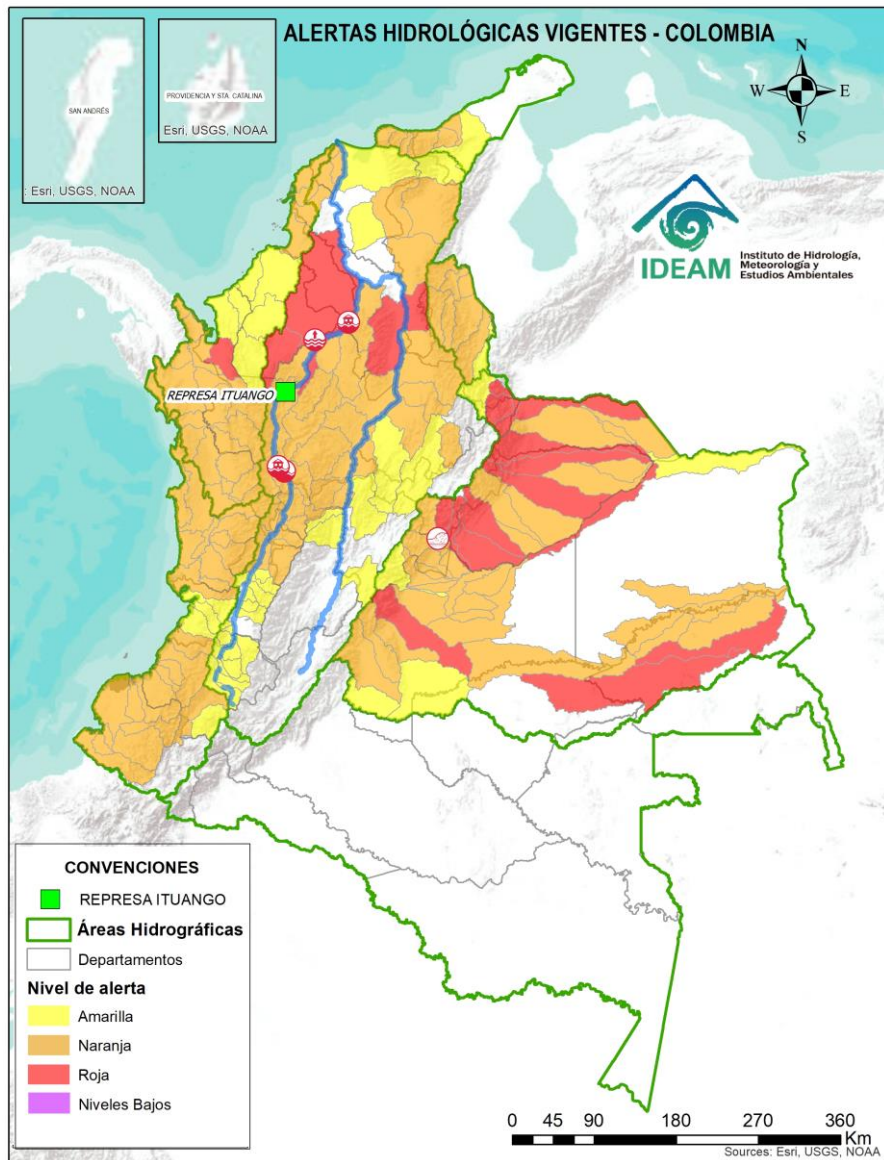 ALERTAS HIDROLÓGICAS VIGENTES - COLOMBIA
SAN ANDRÉS
: Esri, USGS, NOAA
PROVIDENCIA Y STA. CATALINA
Esri, USGS, NOAA
N
W
E
S
IDEAM
Instituto de Hidrología,
Meteorología y
Estudios Ambientales
REPRESA ITUANGO
CONVENCIONES
REPRESA ITUANGO
Áreas Hidrográficas
Departamentos
Nivel de alerta
Amarilla
Naranja
Roja
Niveles Bajos
0 45 90 180 270 360
Km
Sources: Esri, USGS, NOAA